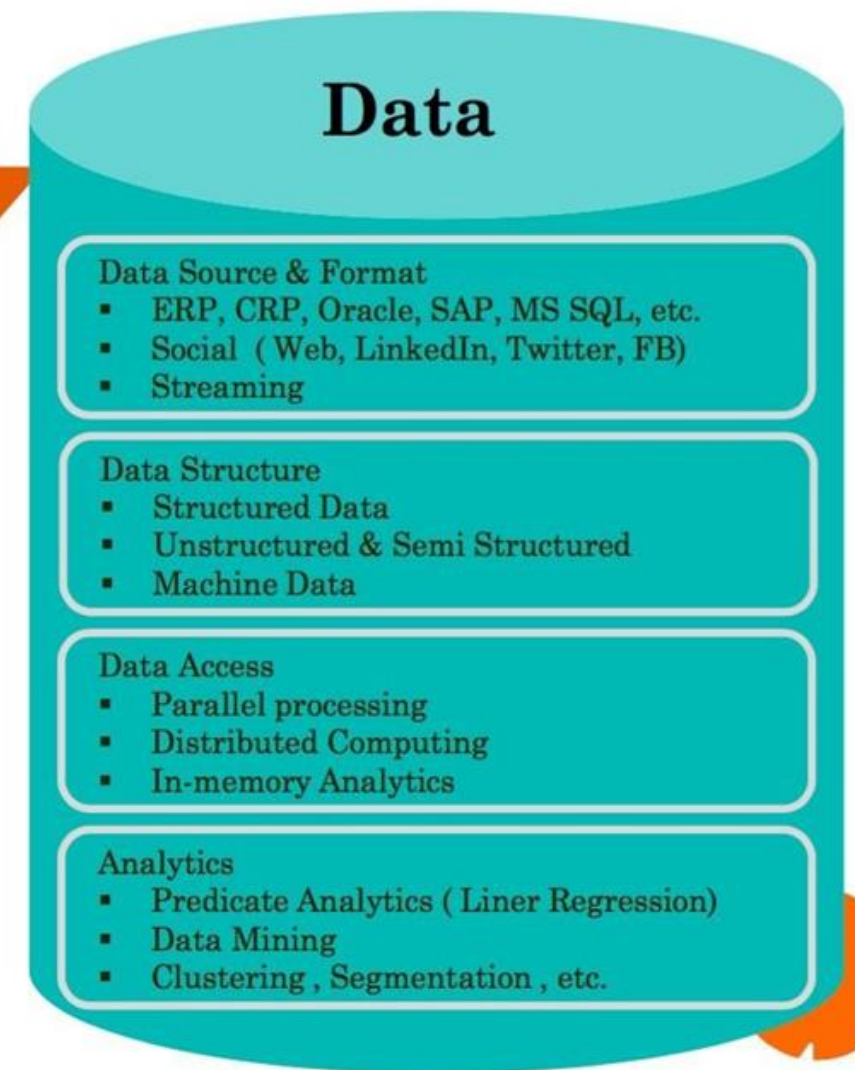 Data
Data Source & Format
▪ ERP, CRP, Oracle, SAP, MS SQL, etc.
▪ Social ( Web, LinkedIn, Twitter, FB)
▪ Streaming
Data Structure
▪ Structured Data
▪ Unstructured & Semi Structured
▪ Machine Data
Data Access
▪ Parallel processing
▪ Distributed Computing
▪ In-memory Analytics
Analytics
▪ Predicate Analytics ( Liner Regression)
▪ Data Mining
▪ Clustering , Segmentation , etc.